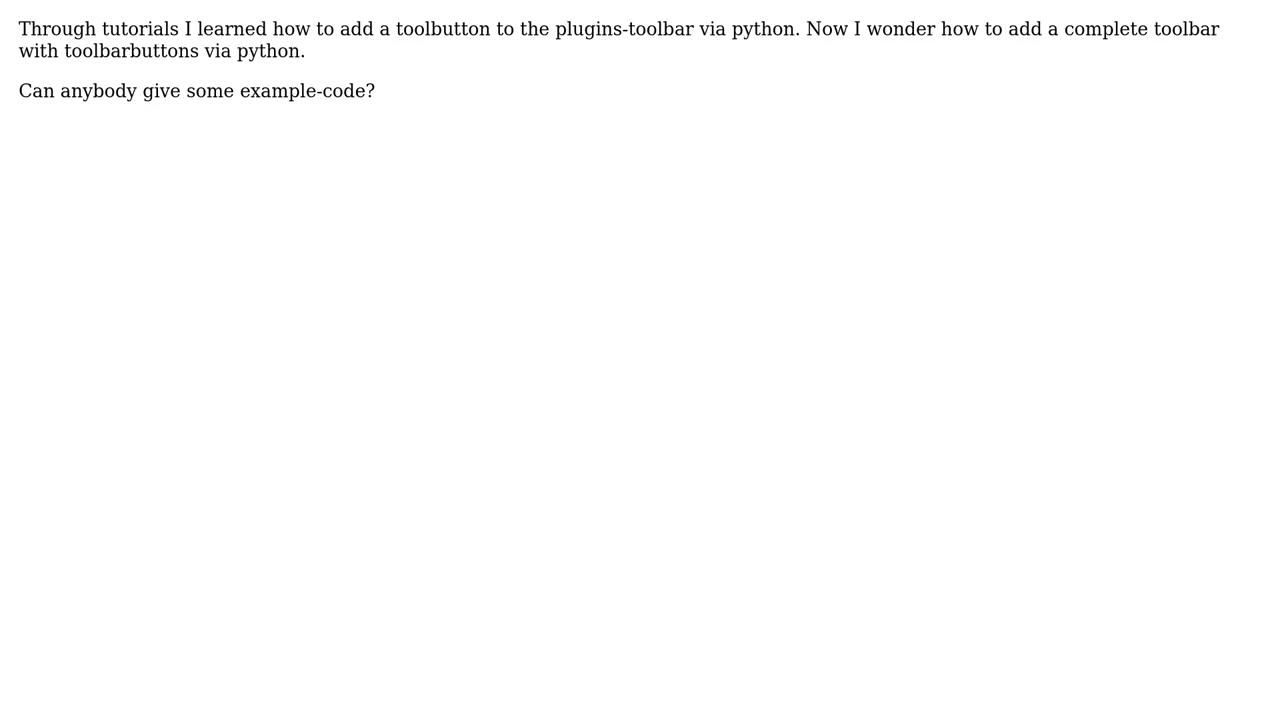 Through tutorials I learned how to add a toolbutton to the plugins-toolbar via python. Now I wonder how to add a complete toolbar
with toolbarbuttons via python.
Can anybody give some example-code?